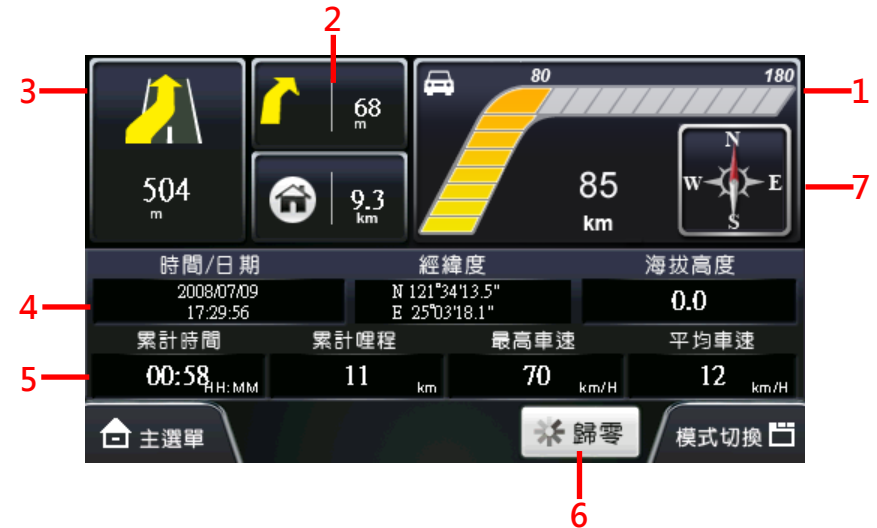 2
3
80
180
1
68
m
504
m
9.3
km
85
km
N
W
E
S
7
時間/日期
經緯度
海拔高度
4
2008/07/09
17:29:56
N 121°34'13.5"
E 25°03'18.1"
0.0
累計時間
累計哩程
最高車速
平均車速
5
00:58 HH:MM
11 km
70 km/H
12 km/H
主選單
歸零
模式切換
6